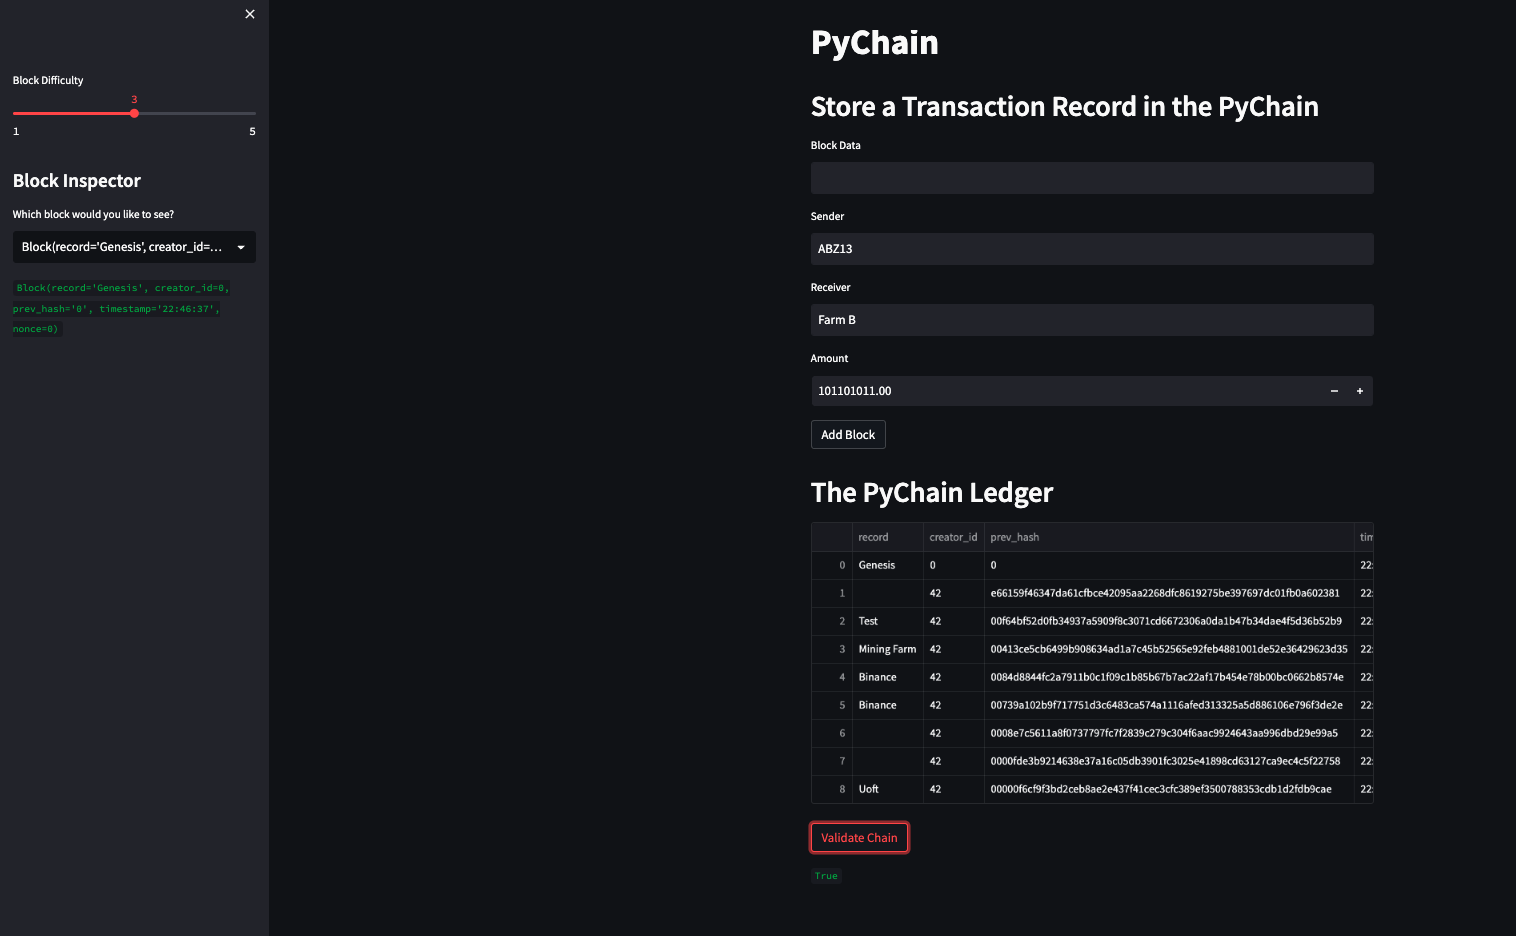 Block Difficulty
3
1 5
Block Inspector
Which block would you like to see?
Block(record='Genesis', creator_id=...
Block(record='Genesis', creator_id=0,
prev_hash='0', timestamp='22:46:37',
nonce=0)
PyChain
Store a Transaction Record in the PyChain
Block Data
Sender
ABZ13
Receiver
Farm B
Amount
101101011.00
Add Block
The PyChain Ledger
record creator_id prev_hash tim
0 Genesis 0 0 22:
1 42 e66159f46347da61cfbce42095aa2268dfc8619275be397697dc01fb0a602381 22:
2 Test 42 00f64bf52d0fb34937a5909f8c3071cd6672306a0da1b47b34dae4f5d36b52b9 22:
3 Mining Farm 42 00413ce5cb6499b908634ad1a7c45b52565e92feb4881001de52e36429623d35 22:
4 Binance 42 0084d8844fc2a7911b0c1f09c1b85b67b7ac22af17b454e78b00bc0662b8574e 22:
5 Binance 42 00739a102b9f717751d3c6483ca574a1116afed313325a5d886106e796f3de2e 22:
6 42 0008e7c5611a8f0737797fc7f2839c279c304f6aac9924643aa996dbd29e99a5 22:
7 42 0000fde3b9214638e37a16c05db3901fc3025e41898cd63127ca9ec4c5f22758 22:
8 Uoft 42 00000f6cf9f3bd2ceb8ae2e437f41cec3cfc389ef3500788353cdb1d2fdb9cae 22:
Validate Chain
True